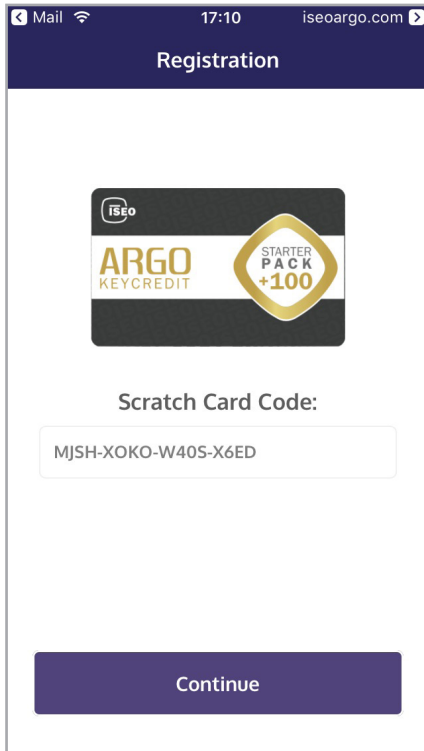 Mail 17:10 iseoargo.com
Registration
ISEO
ARGO
KEYCREDIT
STARTER
PACK
+100
Scratch Card Code:
MJSH-XOKO-W40S-X6ED
Continue